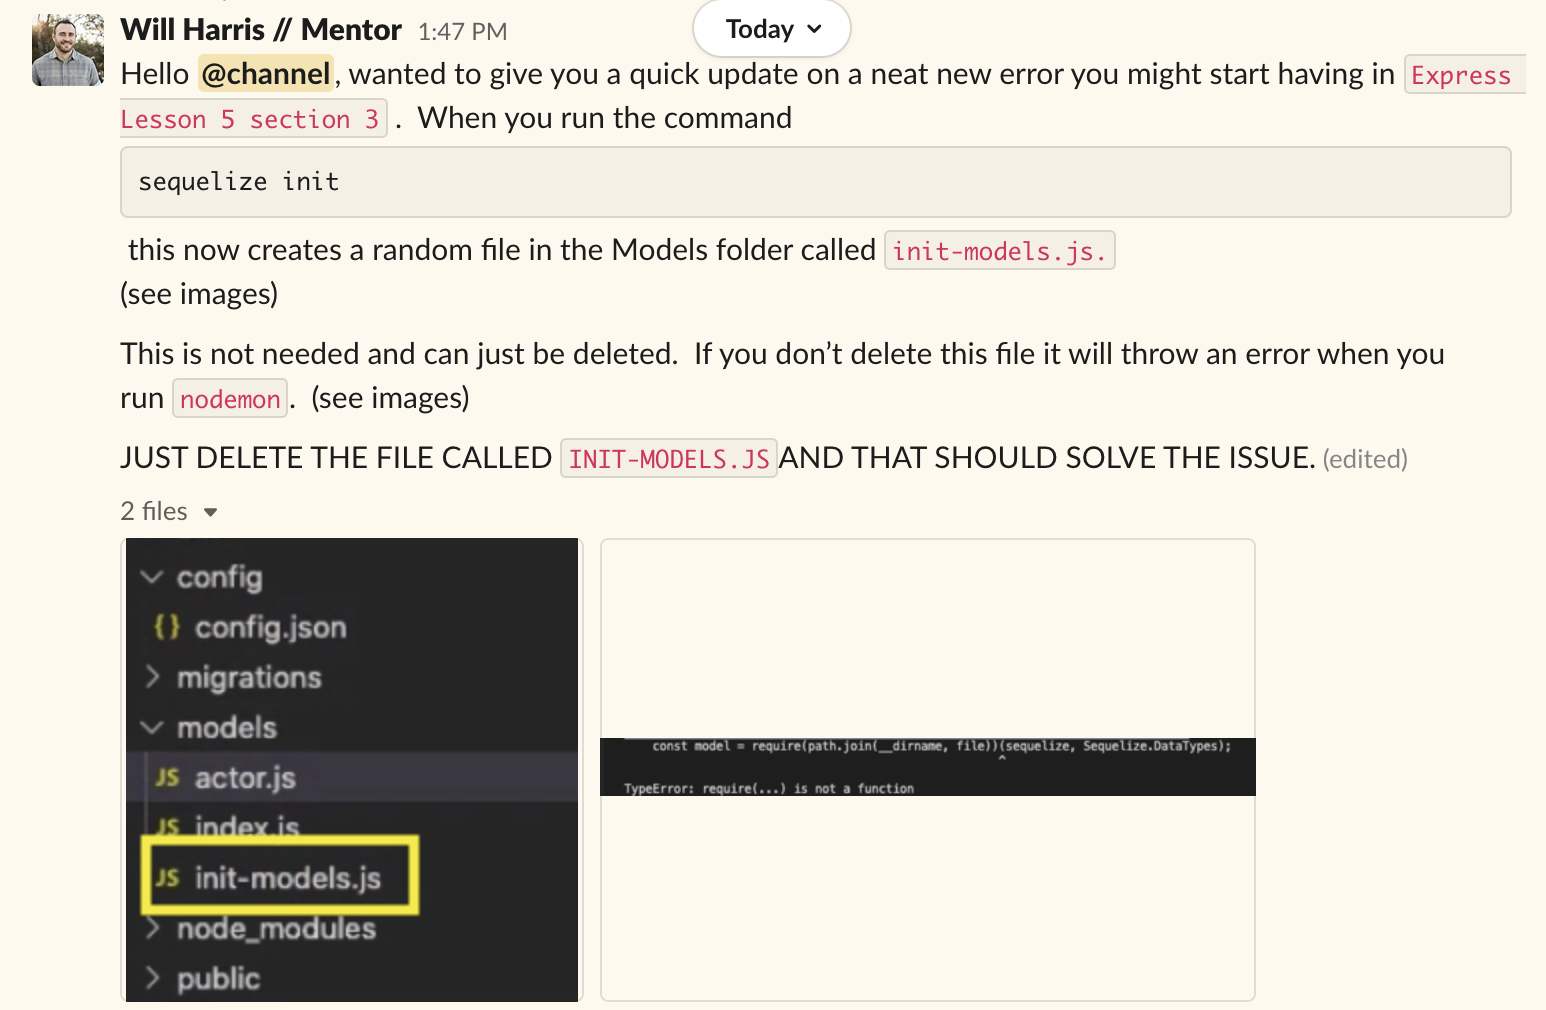 Will Harris // Mentor 1:47 PM
Today
Hello @channel, wanted to give you a quick update on a neat new error you might start having in Express
Lesson 5 section 3 . When you run the command
sequelize init
this now creates a random file in the Models folder called init-models.js.
(see images)
This is not needed and can just be deleted. If you don’t delete this file it will throw an error when you
run nodemon. (see images)
JUST DELETE THE FILE CALLED INIT-MODELS.JS AND THAT SHOULD SOLVE THE ISSUE. (edited)
2 files
config
{} config.json
migrations
models
JS actor.js
JS index.js
JS init-models.js
node_modules
public
const model = require(path.join(__dirname, file))(sequelize, Sequelize.DataTypes);
^
TypeError: require(...) is not a function